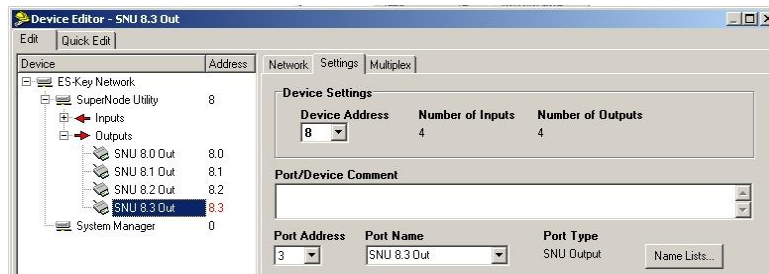 Device Editor - SNU 8.3 Out
Edit
Quick Edit
Device
Address
ES-Key Network
SuperNode Utility
8
Inputs
Outputs
SNU 8.0 Out
8.0
SNU 8.1 Out
8.1
SNU 8.2 Out
8.2
SNU 8.3 Out
8.3
System Manager
0
Network
Settings
Multiplex
Device Settings
Device Address
Number of Inputs
Number of Outputs
8
4
4
Port/Device Comment
Port Address
Port Name
Port Type
3
SNU 8.3 Out
SNU Output
Name Lists...